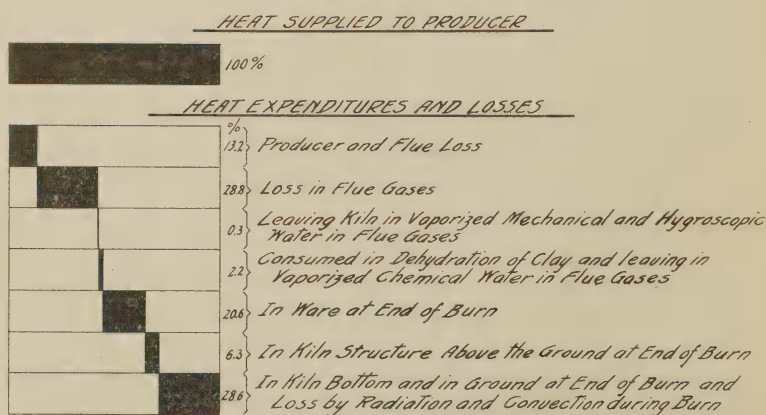 HEAT SUPPLIED TO PRODUCER
100%
HEAT EXPENDITURES AND LOSSES
%
13.2 Producer and Flue Loss
28.8 Loss in Flue Gases
0.3 Leaving Kiln in Vaporized Mechanical and Hygroscopic
Water in Flue Gases
2.2 Consumed in Dehydration of Clay and leaving in
Vaporized Chemical Water in Flue Gases
20.6 In Ware at End of Burn
6.3 In Kiln Structure Above the Ground at End of Burn
28.6 In Kiln Bottom and in Ground at End of Burn and
Loss by Radiation and Convection during Burn